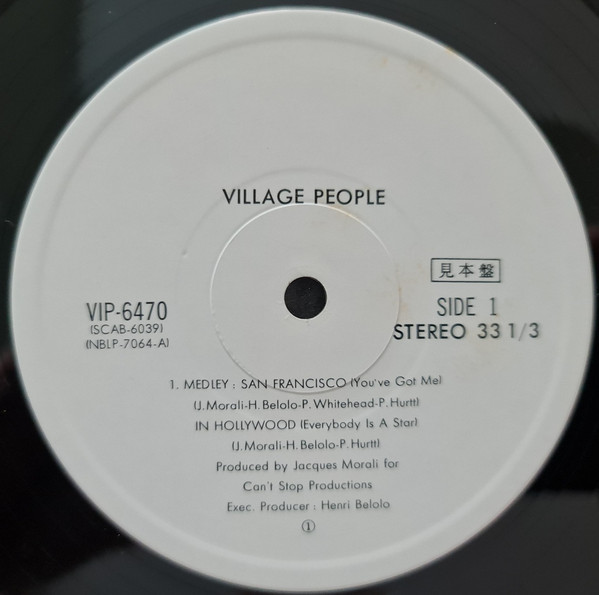 VILLAGE PEOPLE
見本盤
VIP-6470
(SCAB-6039)
(NBLP-7064-A)
SIDE 1
STEREO 33 1/3
1. MEDLEY : SAN FRANCISCO (You've Got Me)
(J. Morali-H. Belolo-P. Whitehead-P. Hurtt)
IN HOLLYWOOD (Everybody Is A Star)
(J. Morali-H. Belolo-P. Hurtt)
Produced by Jacques Morali for
Can't Stop Productions
Exec. Producer : Henri Belolo
ⓘ